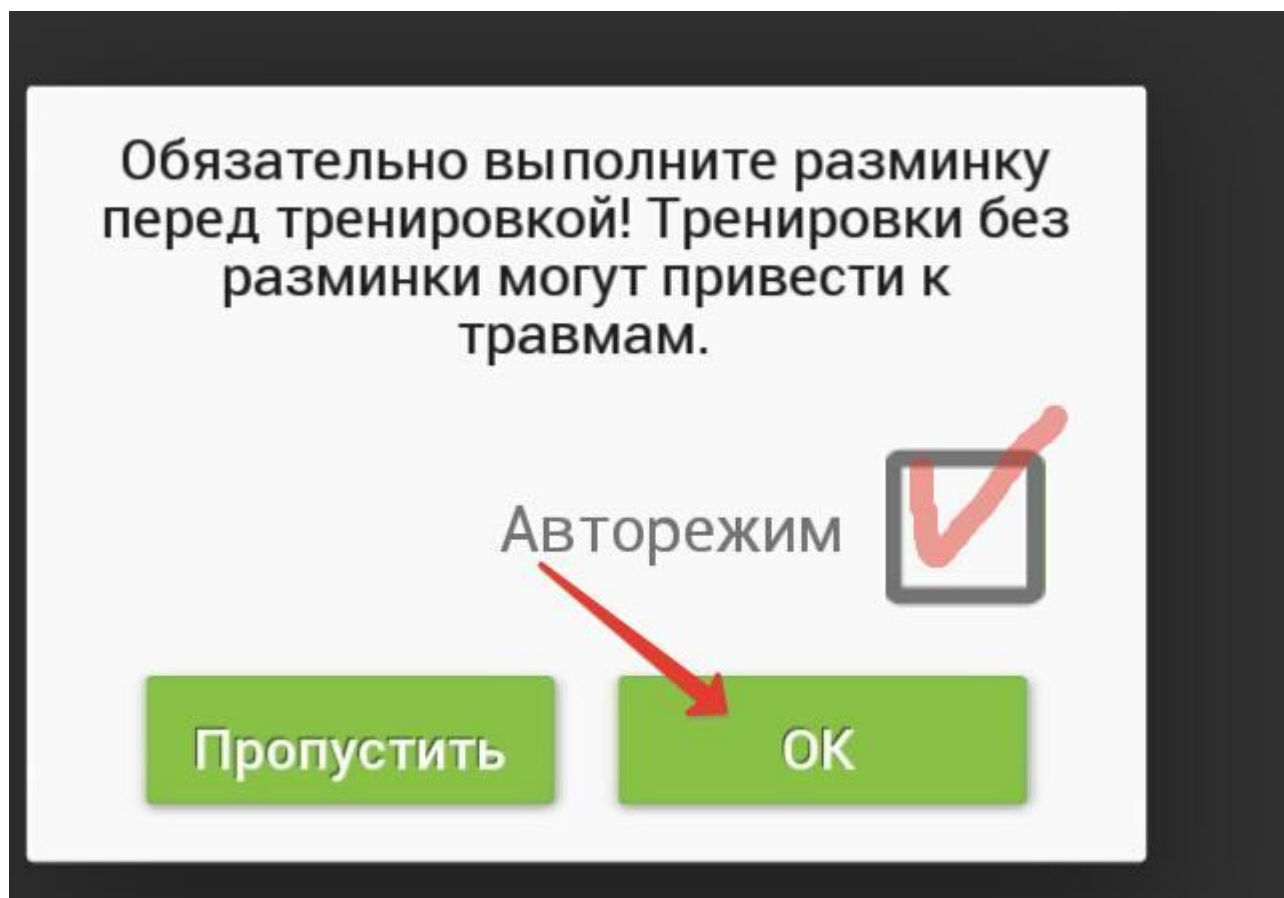 Обязательно выполните разминку
перед тренировкой! Тренировки без
разминки могут привести к
травмам.
Авторежим
Пропустить
ОК